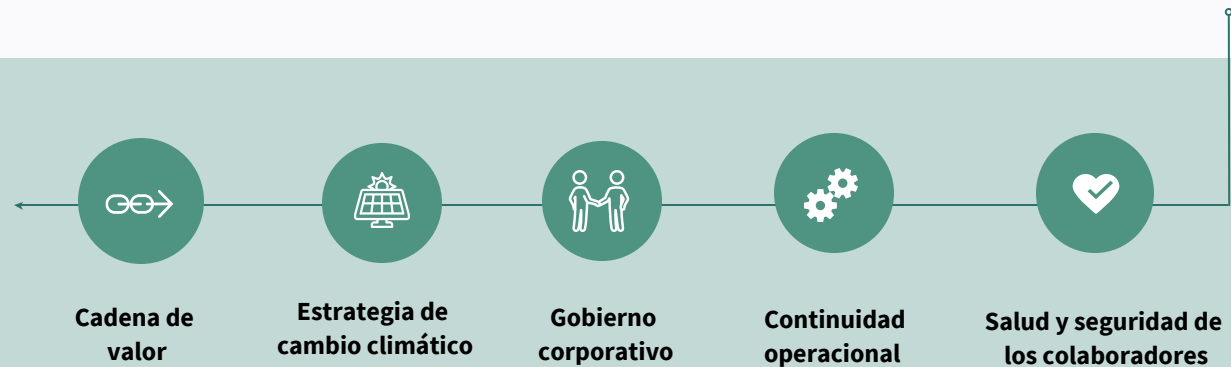 Cadena de
valor
Estrategia de
cambio climático
Gobierno
corporativo
Continuidad
operacional
Salud y seguridad de
los colaboradores